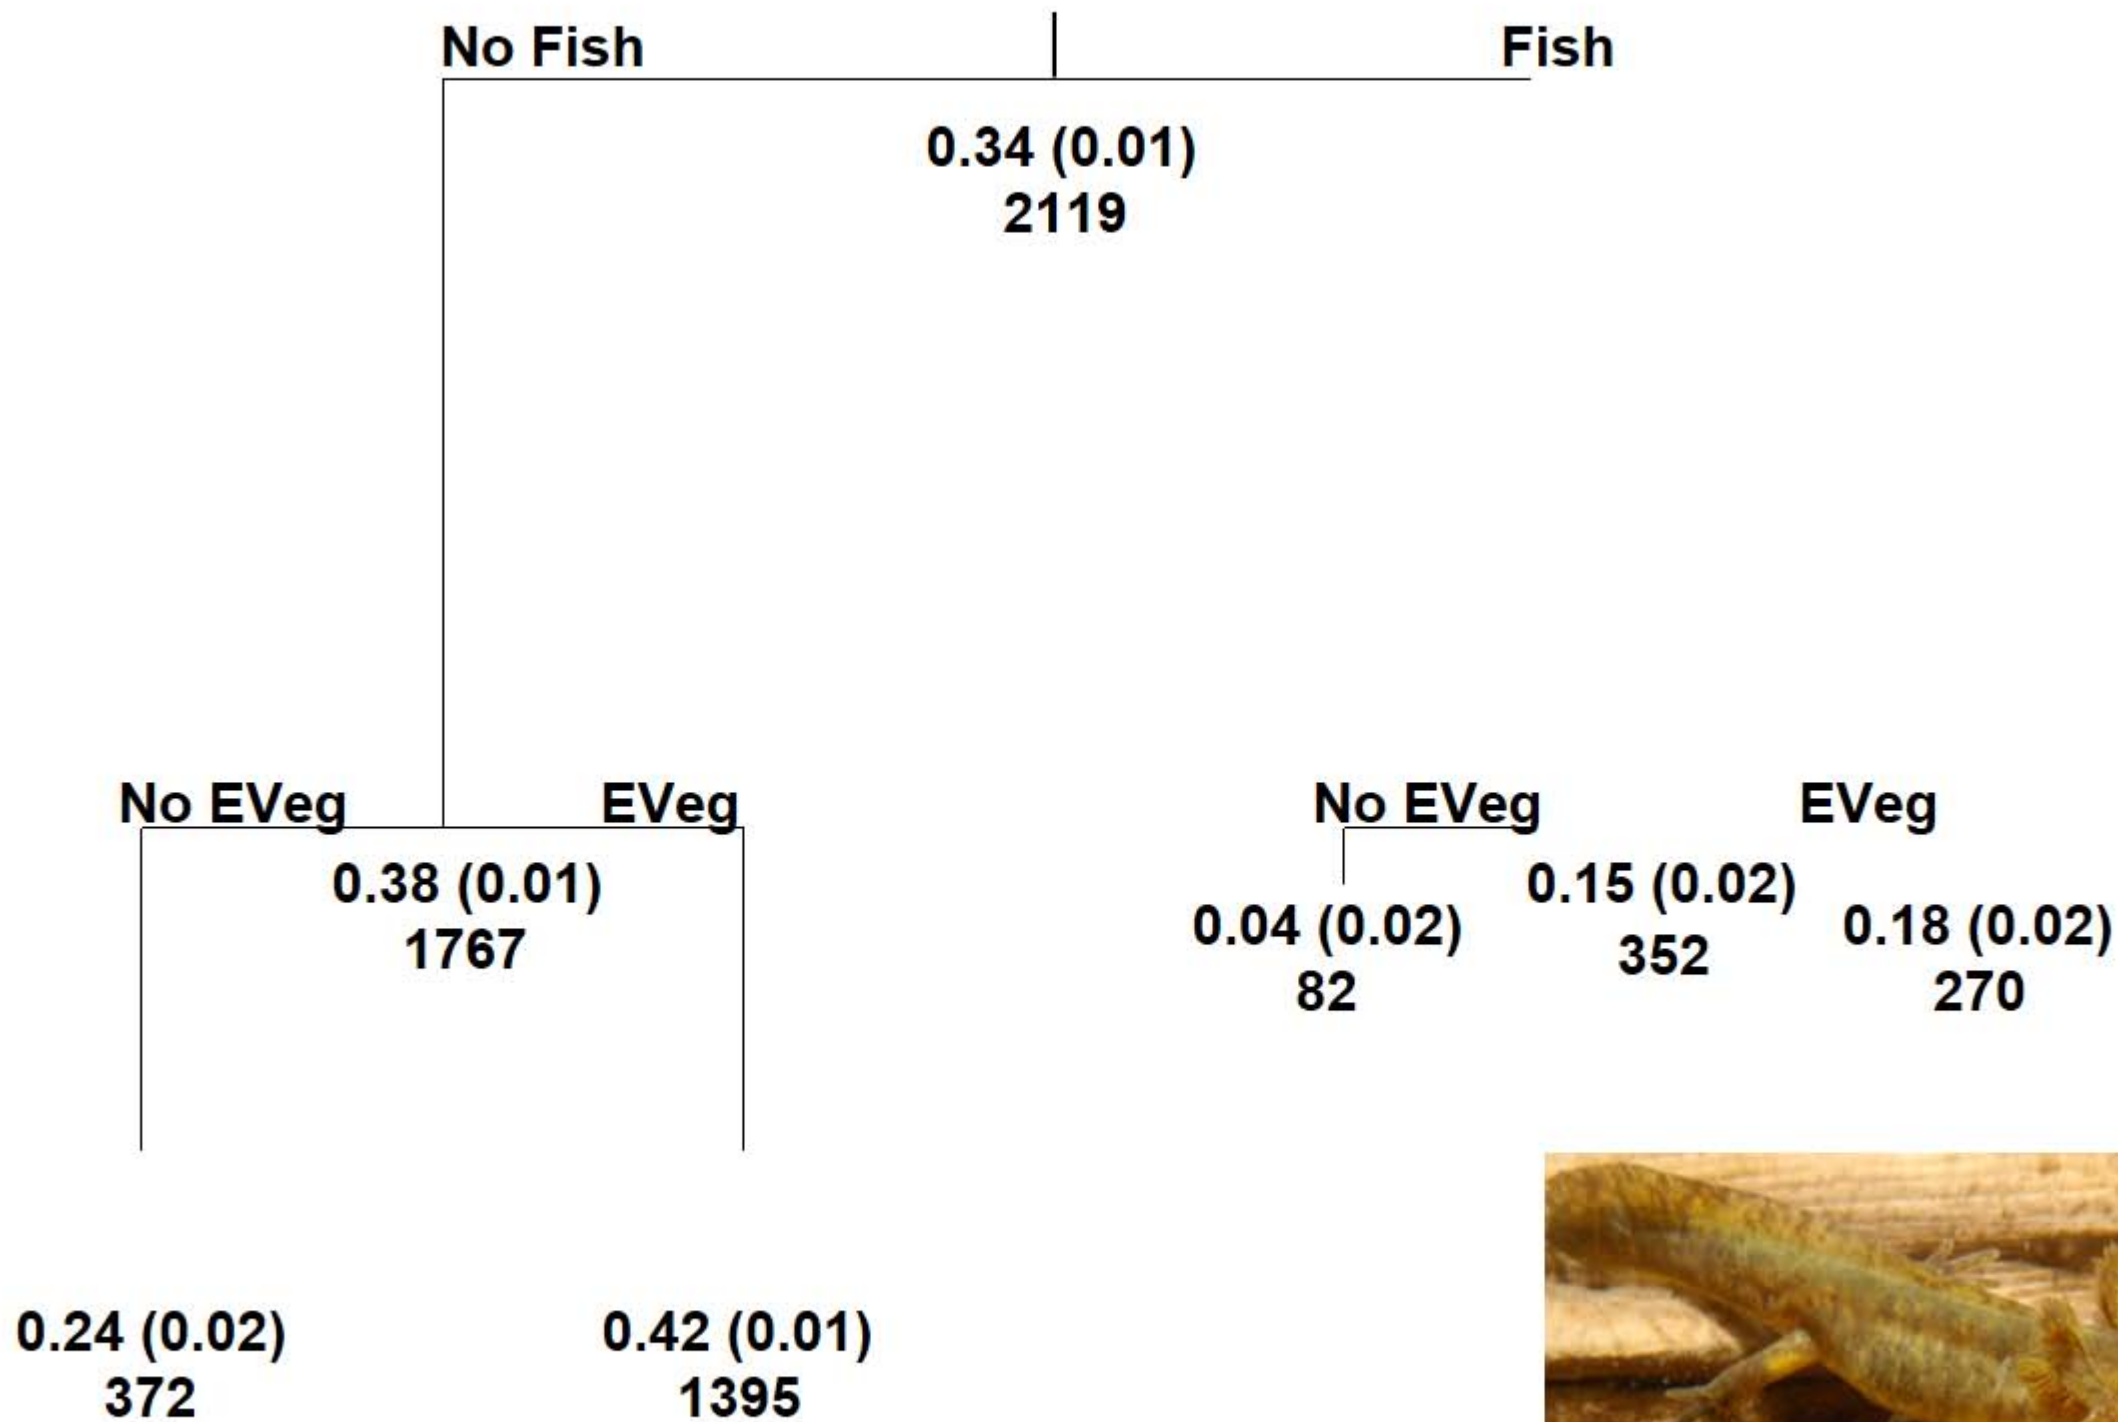 No Fish
Fish
0.34 (0.01)
2119
No EVeg
EVeg
0.38 (0.01)
1767
No EVeg
EVeg
0.15 (0.02)
352
0.04 (0.02)
82
0.18 (0.02)
270
0.24 (0.02)
372
0.42 (0.01)
1395